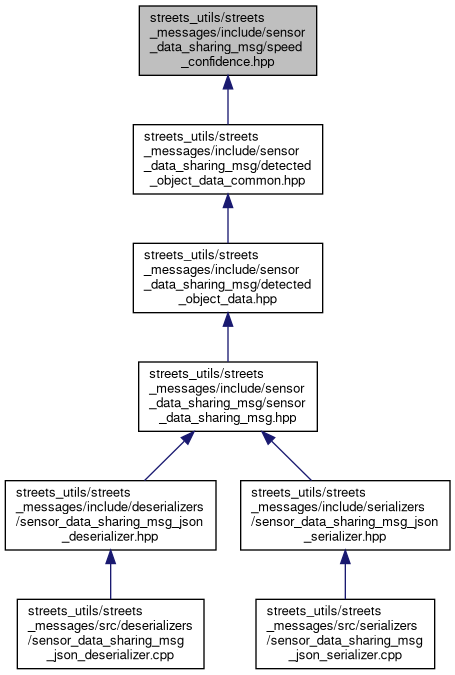 streets_utils/streets
_messages/include/sensor
_data_sharing_msg/speed
_confidence.hpp
streets_utils/streets
_messages/include/sensor
_data_sharing_msg/detected
_object_data_common.hpp
streets_utils/streets
_messages/include/sensor
_data_sharing_msg/detected
_object_data.hpp
streets_utils/streets
_messages/include/sensor
_data_sharing_msg/sensor
_data_sharing_msg.hpp
streets_utils/streets
_messages/include/deserializers
/sensor_data_sharing_msg_json
_deserializer.hpp
streets_utils/streets
_messages/include/serializers
/sensor_data_sharing_msg_json
_serializer.hpp
streets_utils/streets
_messages/src/deserializers
/sensor_data_sharing_msg
_json_deserializer.cpp
streets_utils/streets
_messages/src/serializers
/sensor_data_sharing_msg
_json_serializer.cpp